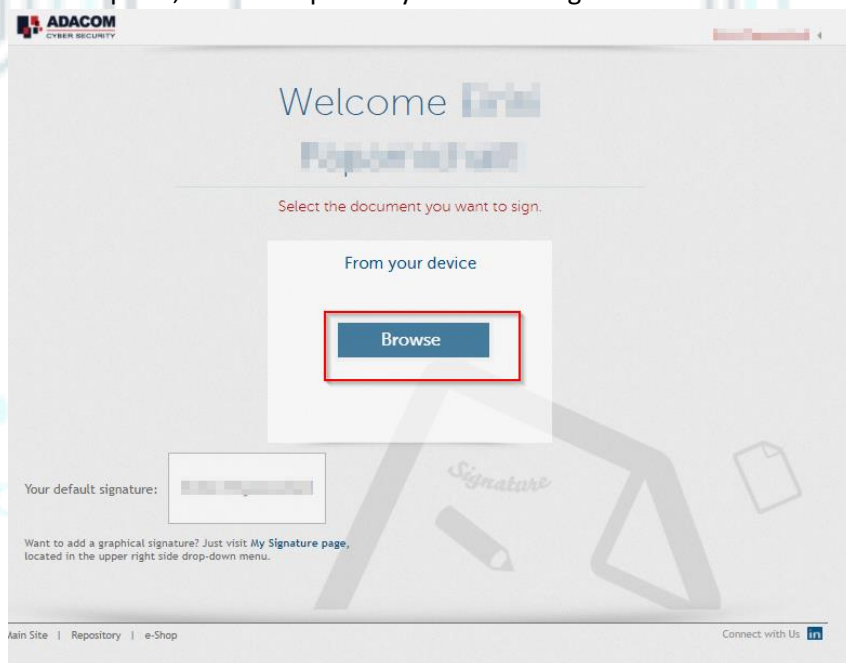 ADACOM
CYBER SECURITY
Welcome
Select the document you want to sign.
From your device
Browse
Signature
Your default signature:
Want to add a graphical signature? Just visit My Signature page,
located in the upper right side drop-down menu.
Main Site | Repository | e-Shop
Connect with Us in